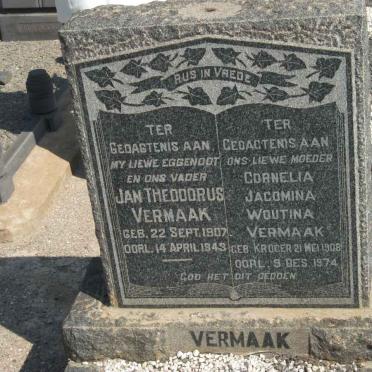 RUS IN VREDE
TER
GEDAGTENIS AAN
MY LIEWE EGGENOOT
EN ONS VADER
JAN THEODORUS
VERMAAK
GEB. 22 SEPT. 1907.
OORL. 14 APRIL 1943.
TER
GEDAGTENIS AAN
ONS LIEWE MOEDER
CORNELIA
JACOMINA
WOUTINA
VERMAAK
GEB. KROGER 21 MEI 1908
OORL. 9 DES. 1974.
GOD HET DIT GEDOEN
VERMAAK